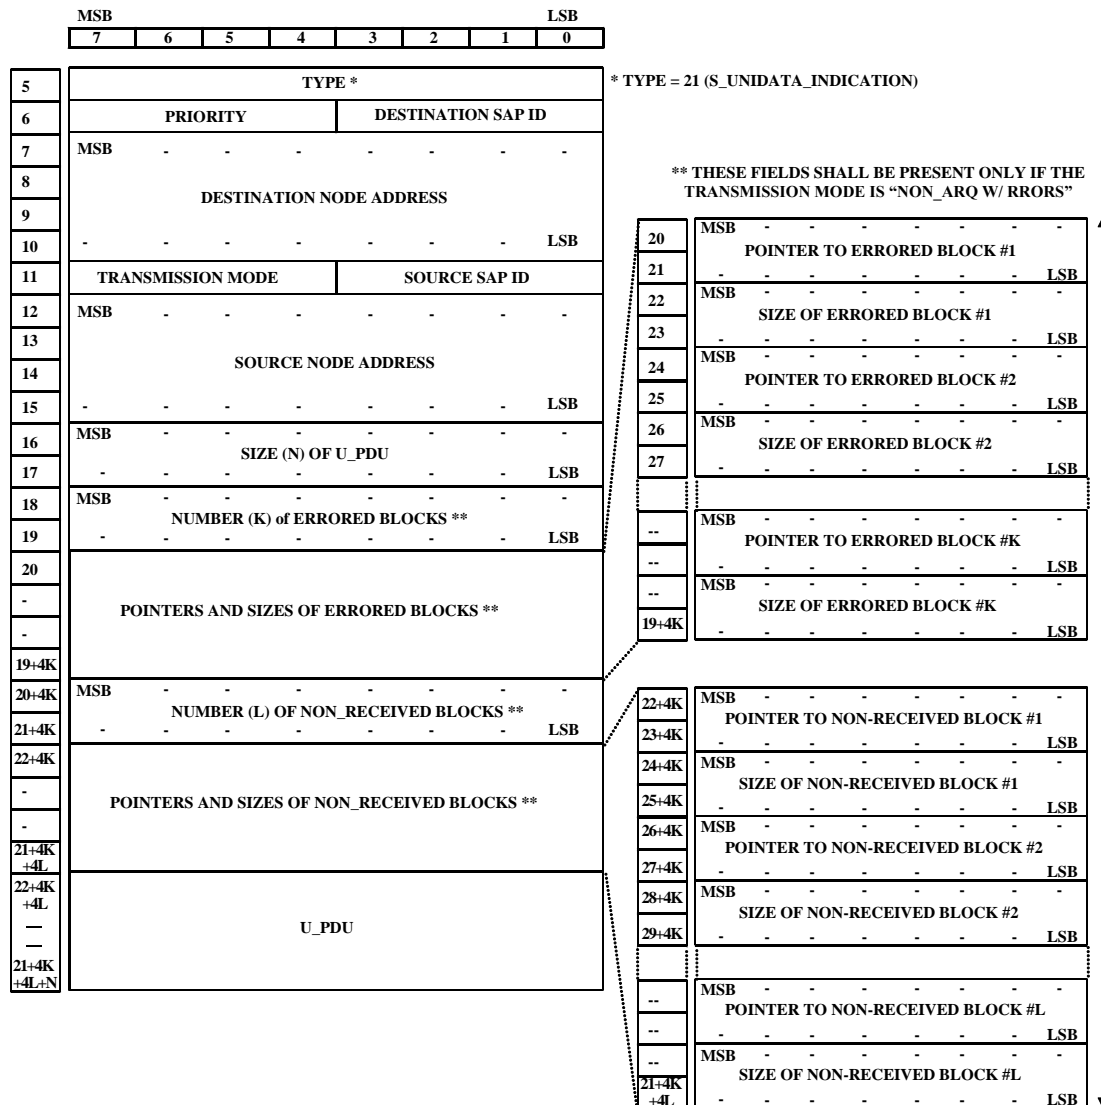 MSB LSB
7 6 5 4 3 2 1 0
5 TYPE *
* TYPE = 21 (S_UNIDATA_INDICATION)
6 PRIORITY DESTINATION SAP ID
7 MSB - - - - - - -
8
DESTINATION NODE ADDRESS
9
10 - - - - - - - LSB
11 TRANSMISSION MODE SOURCE SAP ID
12 MSB - - - - - - -
13
SOURCE NODE ADDRESS
14
15 - - - - - - - LSB
16 MSB - - - - - - -
SIZE (N) OF U_PDU
17 - - - - - - - LSB
18 MSB - - - - - - -
NUMBER (K) of ERRORED BLOCKS **
19 - - - - - - - LSB
20
-
POINTERS AND SIZES OF ERRORED BLOCKS **
-
19+4K
20+4K MSB - - - - - - -
NUMBER (L) OF NON_RECEIVED BLOCKS **
21+4K - - - - - - - LSB
22+4K
-
POINTERS AND SIZES OF NON_RECEIVED BLOCKS **
-
21+4K
+4L
22+4K
+4L
—
U_PDU
—
21+4K
+4L+N
** THESE FIELDS SHALL BE PRESENT ONLY IF THE
TRANSMISSION MODE IS “NON_ARQ W/ RRORS”
20 MSB - - - - - - -
POINTER TO ERRORED BLOCK #1
21 - - - - - - - LSB
22 MSB - - - - - - -
SIZE OF ERRORED BLOCK #1
23 - - - - - - - LSB
24 MSB - - - - - - -
POINTER TO ERRORED BLOCK #2
25 - - - - - - - LSB
26 MSB - - - - - - -
SIZE OF ERRORED BLOCK #2
27 - - - - - - - LSB
-- MSB - - - - - - -
POINTER TO ERRORED BLOCK #K
-- - - - - - - - LSB
-- MSB - - - - - - -
SIZE OF ERRORED BLOCK #K
19+4K - - - - - - - LSB
22+4K MSB - - - - - - -
POINTER TO NON-RECEIVED BLOCK #1
23+4K - - - - - - - LSB
24+4K MSB - - - - - - -
SIZE OF NON-RECEIVED BLOCK #1
25+4K - - - - - - - LSB
26+4K MSB - - - - - - -
POINTER TO NON-RECEIVED BLOCK #2
27+4K - - - - - - - LSB
28+4K MSB - - - - - - -
SIZE OF NON-RECEIVED BLOCK #2
29+4K - - - - - - - LSB
-- MSB - - - - - - -
POINTER TO NON-RECEIVED BLOCK #L
-- - - - - - - - LSB
-- MSB - - - - - - -
SIZE OF NON-RECEIVED BLOCK #L
21+4K
+4L - - - - - - - LSB